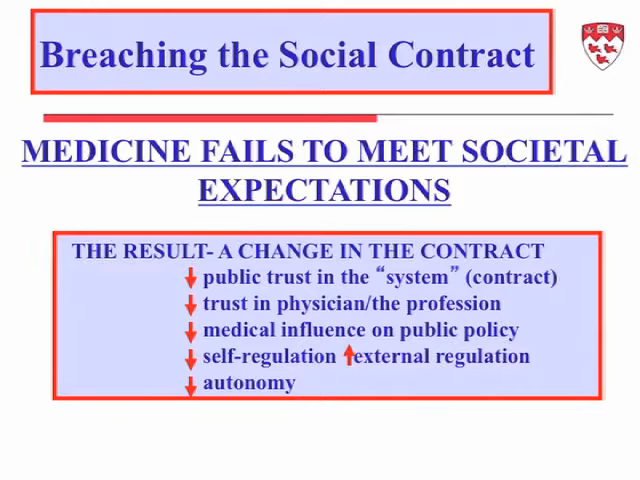 Breaching the Social Contract
MEDICINE FAILS TO MEET SOCIETAL
EXPECTATIONS
THE RESULT- A CHANGE IN THE CONTRACT
↓ public trust in the “system” (contract)
↓ trust in physician/the profession
↓ medical influence on public policy
↓ self-regulation ↑external regulation
↓ autonomy